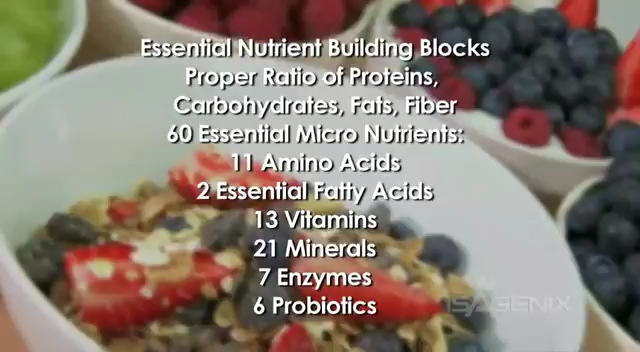 Essential Nutrient Building Blocks
Proper Ratio of Proteins,
Carbohydrates, Fats, Fiber
60 Essential Micro Nutrients:
11 Amino Acids
2 Essential Fatty Acids
13 Vitamins
21 Minerals
7 Enzymes
6 Probiotics
ISAGENIX